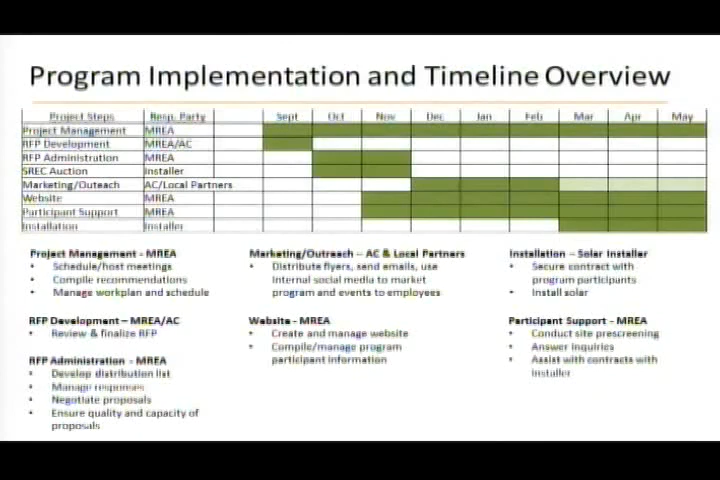 Program Implementation and Timeline Overview
Project Steps Resp. Party Sept Oct Nov Dec Jan Feb Mar Apr May
Project Management MREA
RFP Development MREA/AC
RFP Administration MREA
SREC Auction Installer
Marketing/Outeach AC/Local Partners
Website MREA
Participant Support MREA
Installation Installer
Project Management - MREA
• Schedule/host meetings
• Compile recommendations
• Manage workplan and schedule
RFP Development – MREA/AC
• Review & finalize RFP
RFP Administration - MREA
• Develop distribution list
• Manage responses
• Negotiate proposals
• Ensure quality and capacity of
proposals
Marketing/Outreach – AC & Local Partners
• Distribute flyers, send emails, use
internal social media to market
program and events to employees
Website - MREA
• Create and manage website
• Compile/manage program
participant information
Installation – Solar Installer
• Secure contract with
program participants
• Install solar
Participant Support - MREA
• Conduct site prescreening
• Answer inquiries
• Assist with contracts with
installer